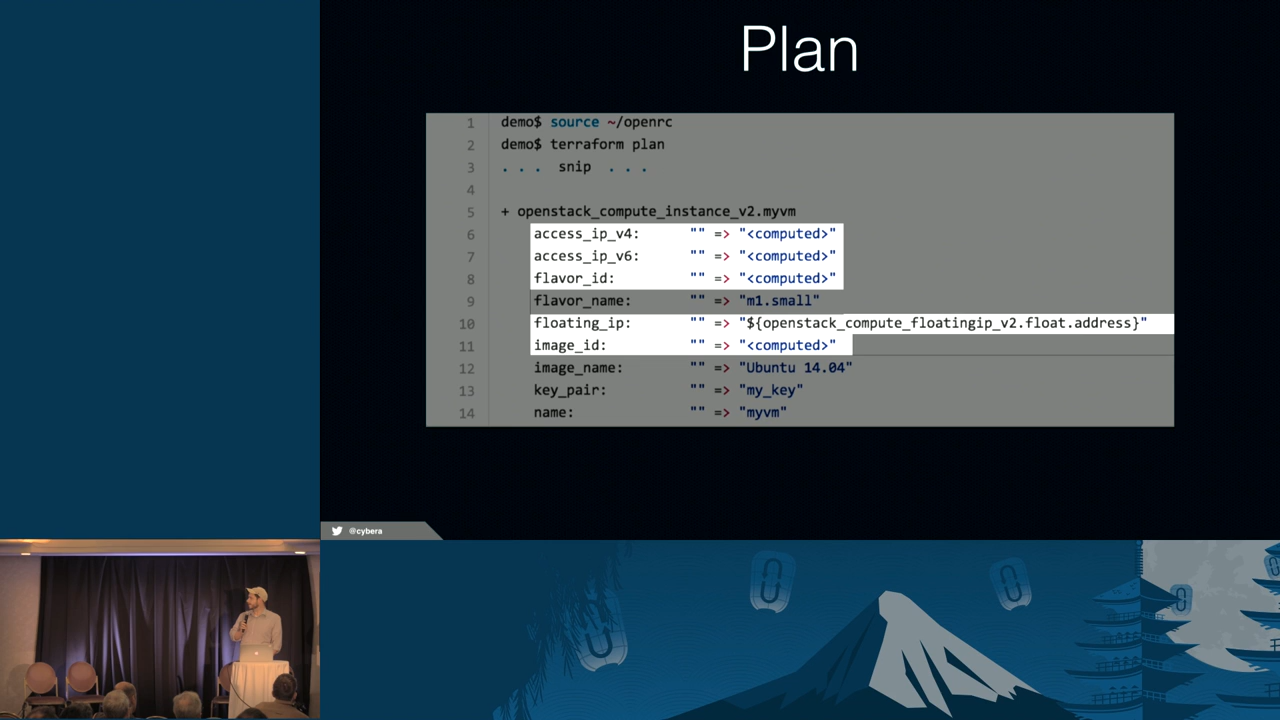 Plan
1 demo$ source ~/openrc
2 demo$ terraform plan
3 . . . snip . . .
4
5 + openstack_compute_instance_v2.myvm
6 access_ip_v4: "" => "<computed>"
7 access_ip_v6: "" => "<computed>"
8 flavor_id: "" => "<computed>"
9 flavor_name: "" => "m1.small"
10 floating_ip: "" => "${openstack_compute_floatingip_v2.float.address}"
11 image_id: "" => "<computed>"
12 image_name: "" => "Ubuntu 14.04"
13 key_pair: "" => "my_key"
14 name: "" => "myvm"
@cybera